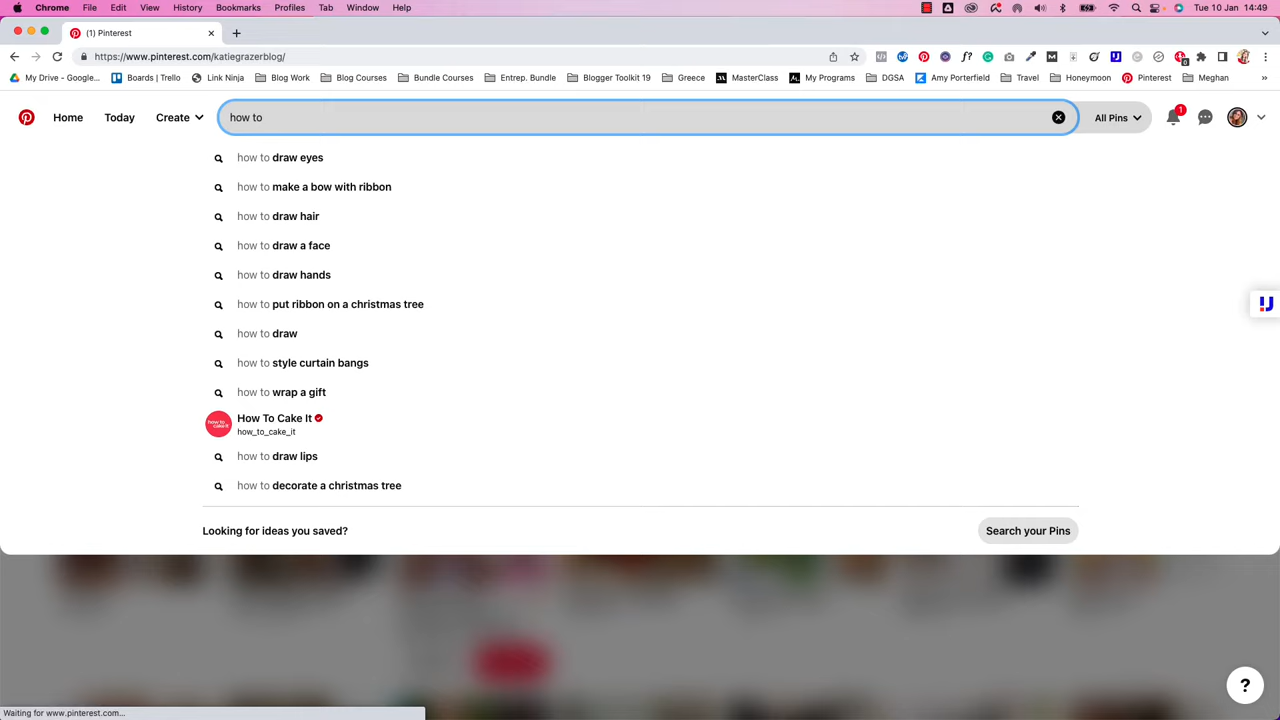 Chrome File Edit View History Bookmarks Profiles Tab Window Help Tue 10 Jan 14:49
(1) Pinterest
https://www.pinterest.com/katiegrazerblog/
My Drive - Google... Boards | Trello Link Ninja Blog Work Blog Courses Bundle Courses Entrep. Bundle Blogger Toolkit 19 Greece MasterClass My Programs DGSA Amy Porterfield Travel Honeymoon Pinterest Meghan »
Home Today Create how to All Pins 1
how to draw eyes
how to make a bow with ribbon
how to draw hair
how to draw a face
how to draw hands
how to put ribbon on a christmas tree
how to draw
how to style curtain bangs
how to wrap a gift
How To Cake It
how_to_cake_it
how to draw lips
how to decorate a christmas tree
Looking for ideas you saved? Search your Pins
?
Waiting for www.pinterest.com...